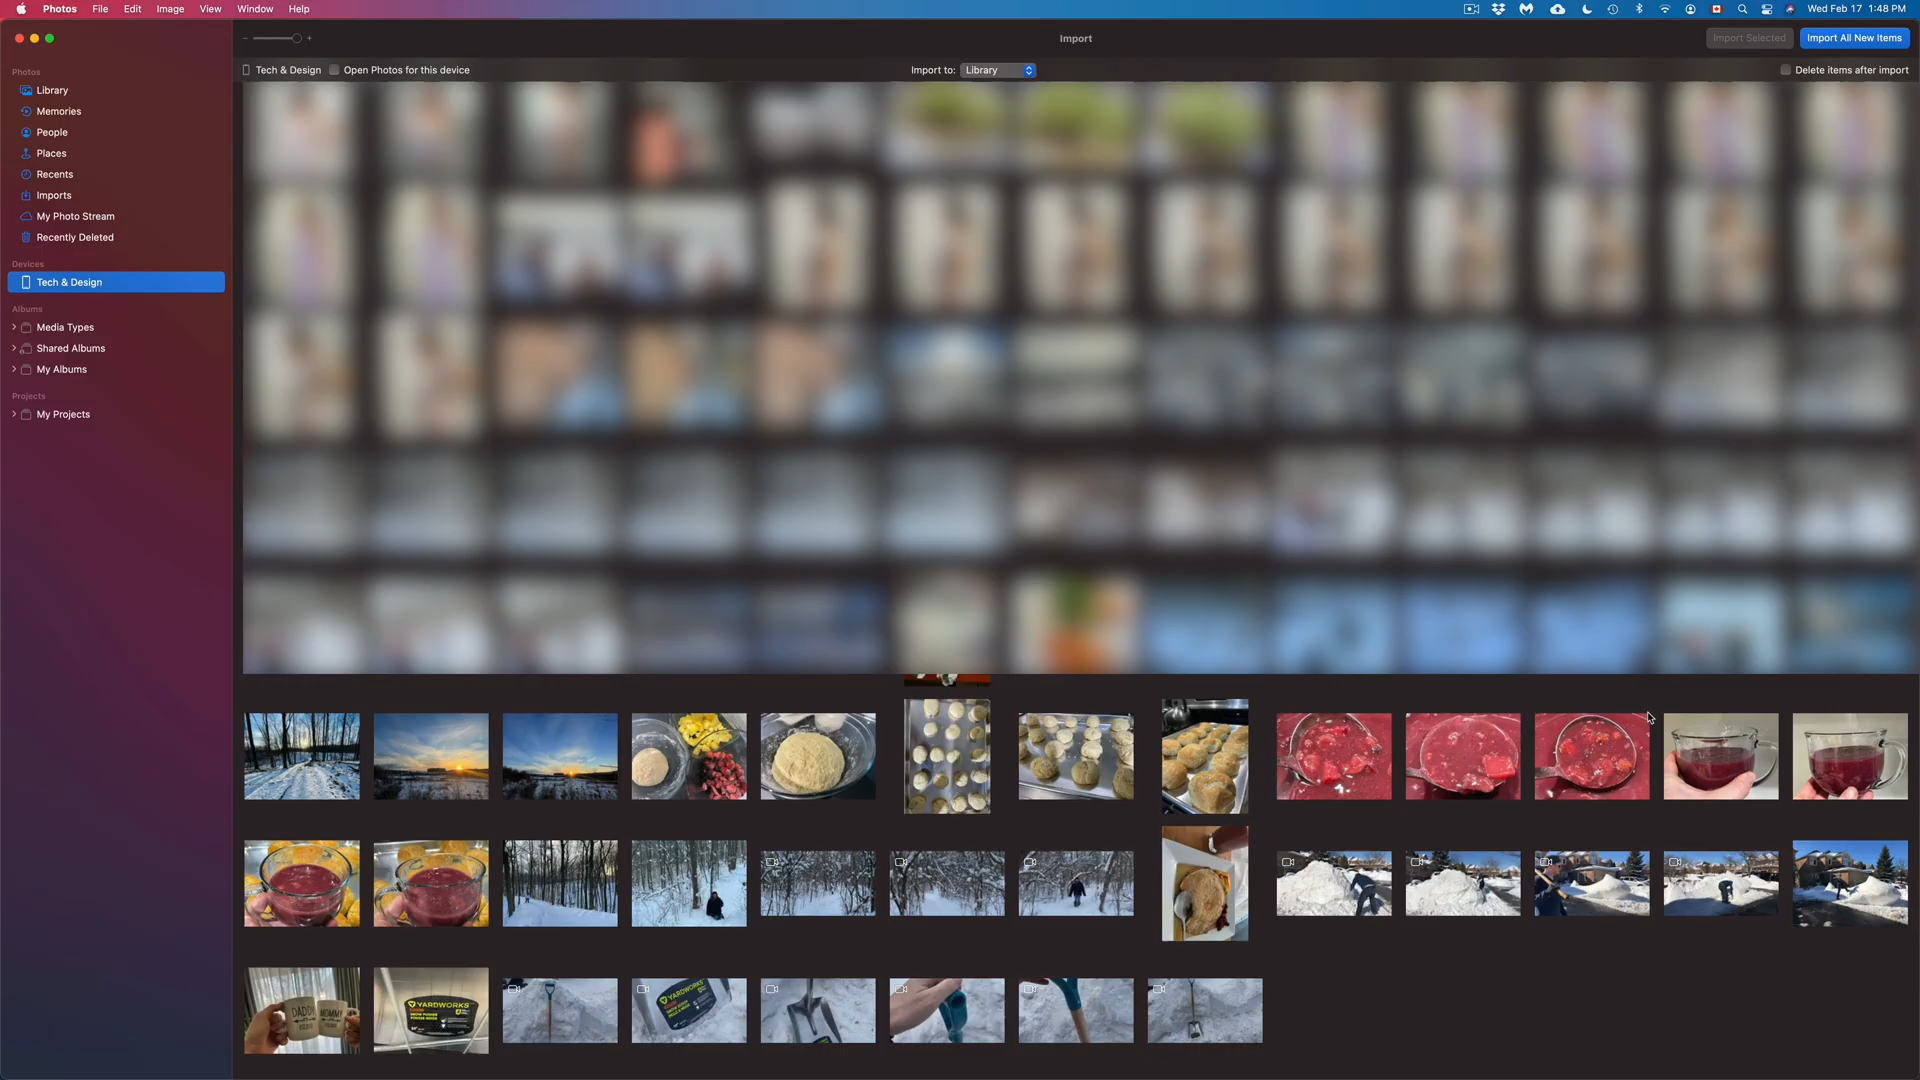 Photos File Edit Image View Window Help
Wed Feb 17 1:48 PM
Import
Import Selected
Import All New Items
Tech & Design
Open Photos for this device
Import to: Library
Delete items after import
Photos
Library
Memories
People
Places
Recents
Imports
My Photo Stream
Recently Deleted
Devices
Tech & Design
Albums
Media Types
Shared Albums
My Albums
Projects
My Projects
DADDY
MOMMY
YARDWORKS
YARDWORKS